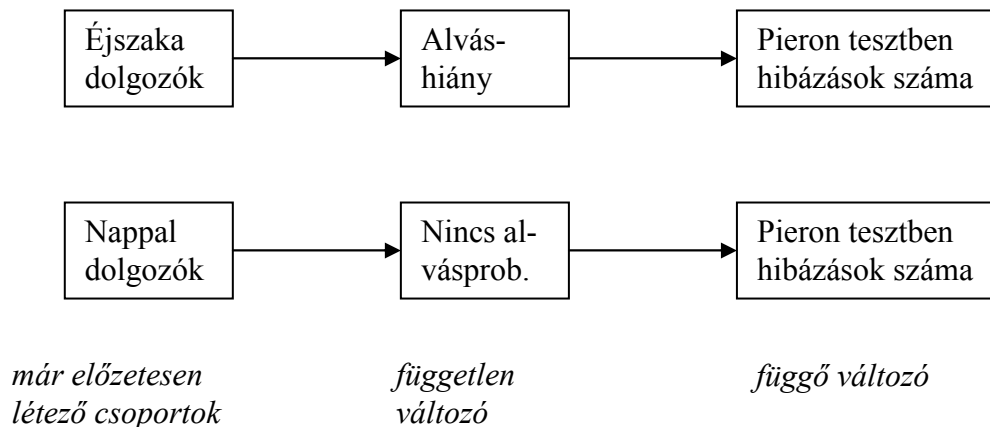 Éjszaka
dolgozók
Alvás-
hiány
Pieron tesztben
hibázások száma
Nappal
dolgozók
Nincs al-
vásprob.
Pieron tesztben
hibázások száma
már előzetesen
létező csoportok
független
változó
függő változó